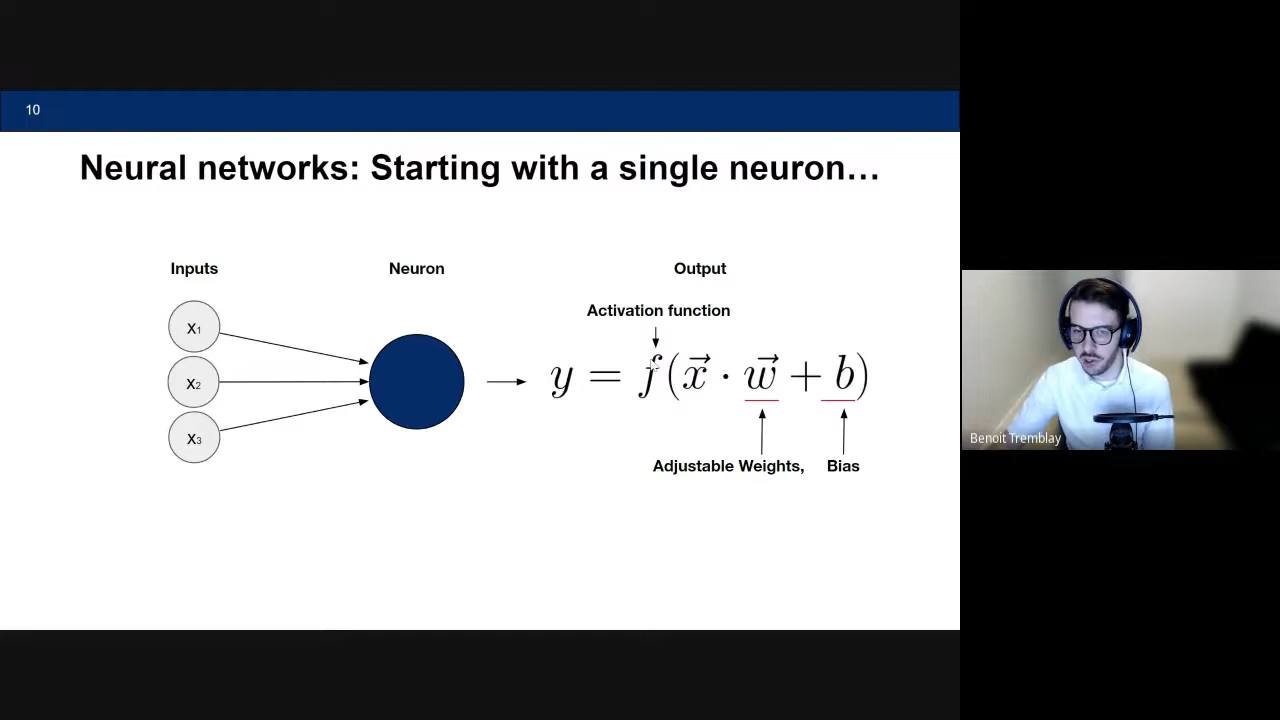 10
Neural networks: Starting with a single neuron…
Inputs
Neuron
Output
Activation function
x1
x2
x3
y = f(x⃗ · w⃗ + b)
Adjustable Weights,
Bias
Benoit Tremblay